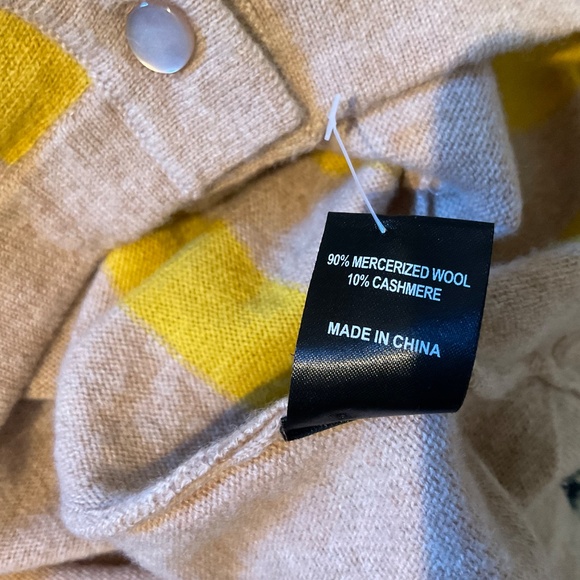 90% MERCERIZED WOOL
10% CASHMERE
MADE IN CHINA